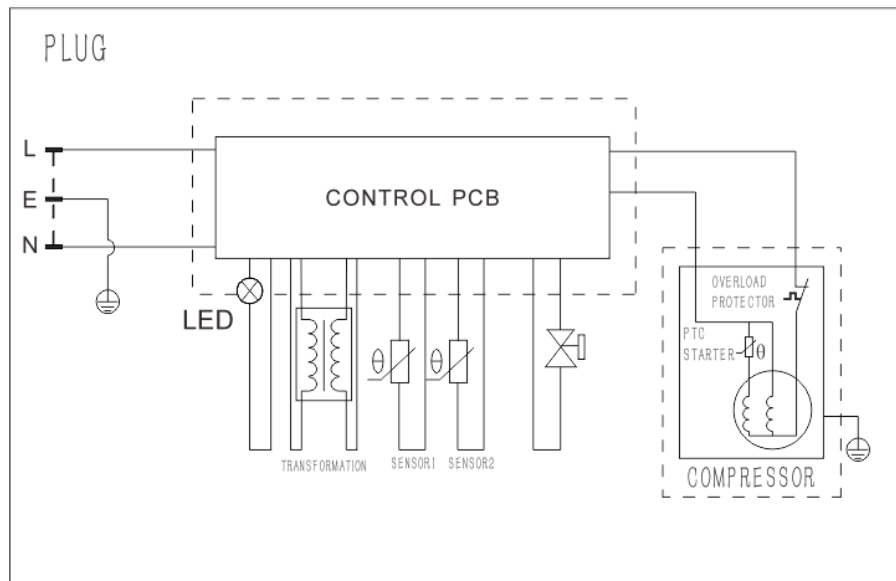 PLUG
L
E
N
CONTROL PCB
LED
θ
θ
TRANSFORMATION
SENSOR1
SENSOR2
OVERLOAD
PROTECTOR
PTC
STARTER
θ
COMPRESSOR